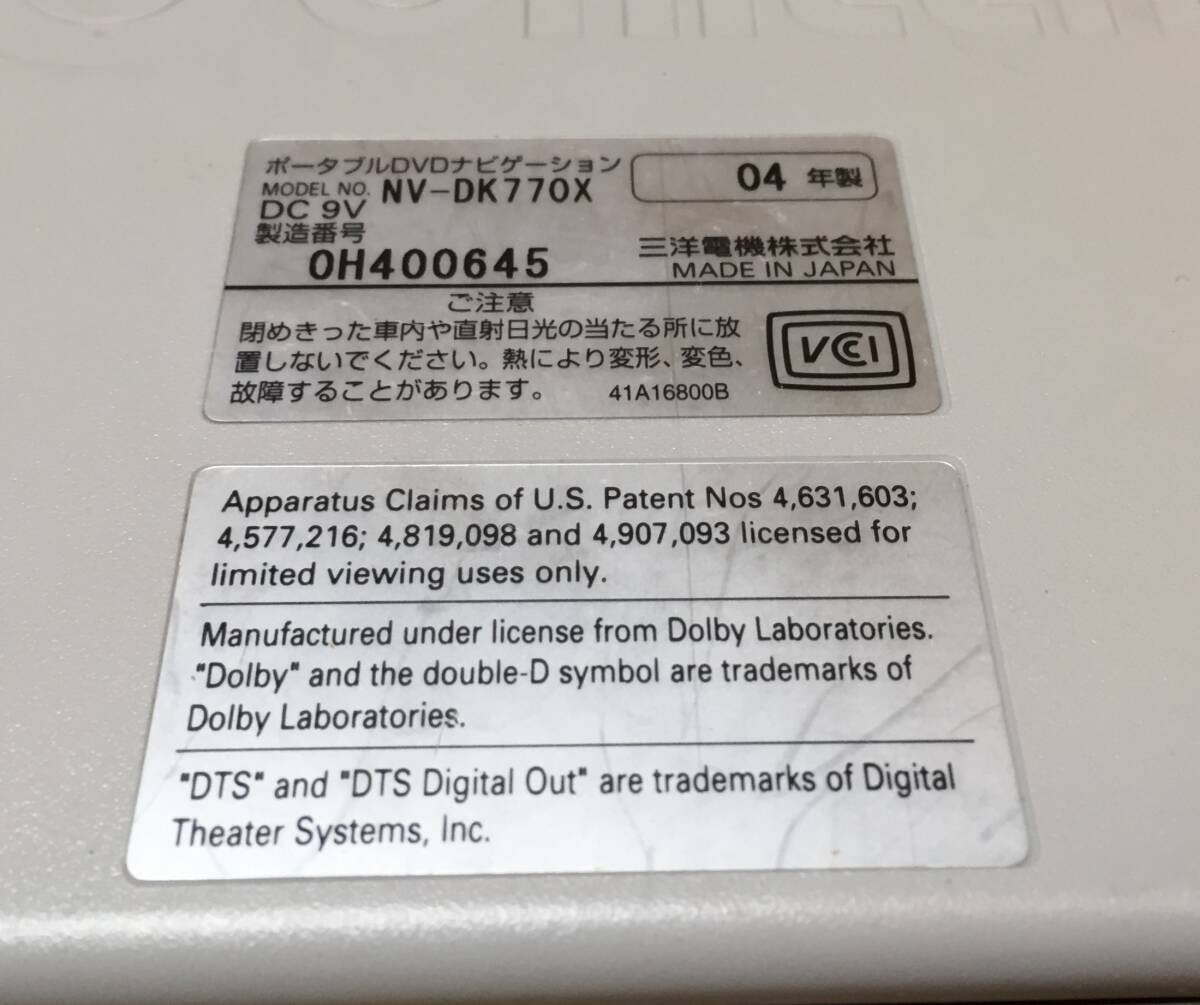 ポータブルDVDナビゲーション
MODEL NO. NV-DK770X
04 年製
DC 9V
製造番号
0H400645
三洋電機株式会社
MADE IN JAPAN
ご注意
閉めきった車内や直射日光の当たる所に放
置しないでください。熱により変形、変色、
故障することがあります。
41A16800B
VCCI
Apparatus Claims of U.S. Patent Nos 4,631,603;
4,577,216; 4,819,098 and 4,907,093 licensed for
limited viewing uses only.
Manufactured under license from Dolby Laboratories.
"Dolby" and the double-D symbol are trademarks of
Dolby Laboratories.
"DTS" and "DTS Digital Out" are trademarks of Digital
Theater Systems, Inc.